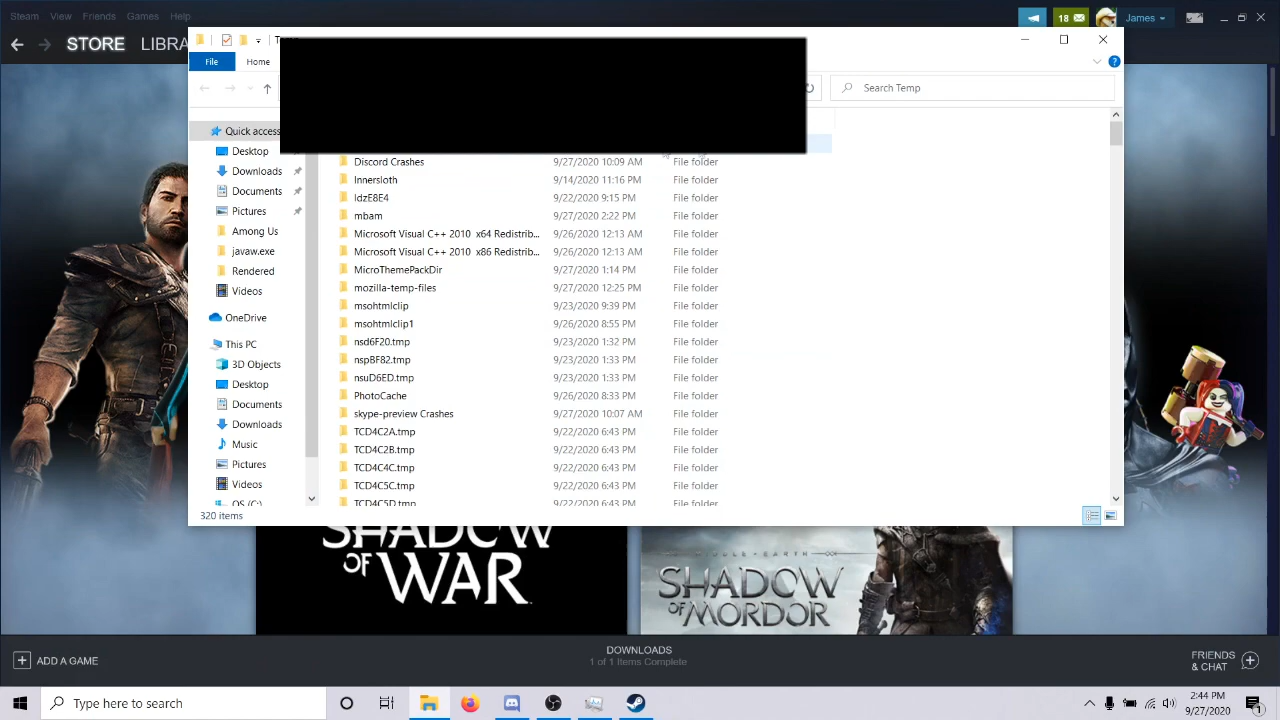 Steam View Friends Games Help
18 James
STORE LIBRA
File Home
Search Temp
Quick access
Desktop
Downloads
Documents
Pictures
Among Us
javaw.exe
Rendered
Videos
OneDrive
This PC
3D Objects
Desktop
Documents
Downloads
Music
Pictures
Videos
OS (C:)
Discord Crashes 9/27/2020 10:09 AM File folder
Innersloth 9/14/2020 11:16 PM File folder
IdzE8E4 9/22/2020 9:15 PM File folder
mbam 9/27/2020 2:22 PM File folder
Microsoft Visual C++ 2010 x64 Redistrib... 9/26/2020 12:13 AM File folder
Microsoft Visual C++ 2010 x86 Redistrib... 9/26/2020 12:13 AM File folder
MicroThemePackDir 9/27/2020 1:14 PM File folder
mozilla-temp-files 9/27/2020 12:25 PM File folder
msohtmlclip 9/23/2020 9:39 PM File folder
msohtmlclip1 9/26/2020 8:55 PM File folder
nsd6F20.tmp 9/23/2020 1:32 PM File folder
nspBF82.tmp 9/23/2020 1:33 PM File folder
nsuD6ED.tmp 9/23/2020 1:33 PM File folder
PhotoCache 9/26/2020 8:33 PM File folder
skype-preview Crashes 9/27/2020 10:07 AM File folder
TCD4C2A.tmp 9/22/2020 6:43 PM File folder
TCD4C2B.tmp 9/22/2020 6:43 PM File folder
TCD4C4C.tmp 9/22/2020 6:43 PM File folder
TCD4C5C.tmp 9/22/2020 6:43 PM File folder
TCD4C5D.tmp 9/22/2020 6:43 PM File folder
320 items
SHADOW
OF WAR
MIDDLE-EARTH
SHADOW
OF MORDOR
+ ADD A GAME
DOWNLOADS
1 of 1 Items Complete
FRIENDS
& CHAT
Type here to search
2:44 PM
9/27/2020
1